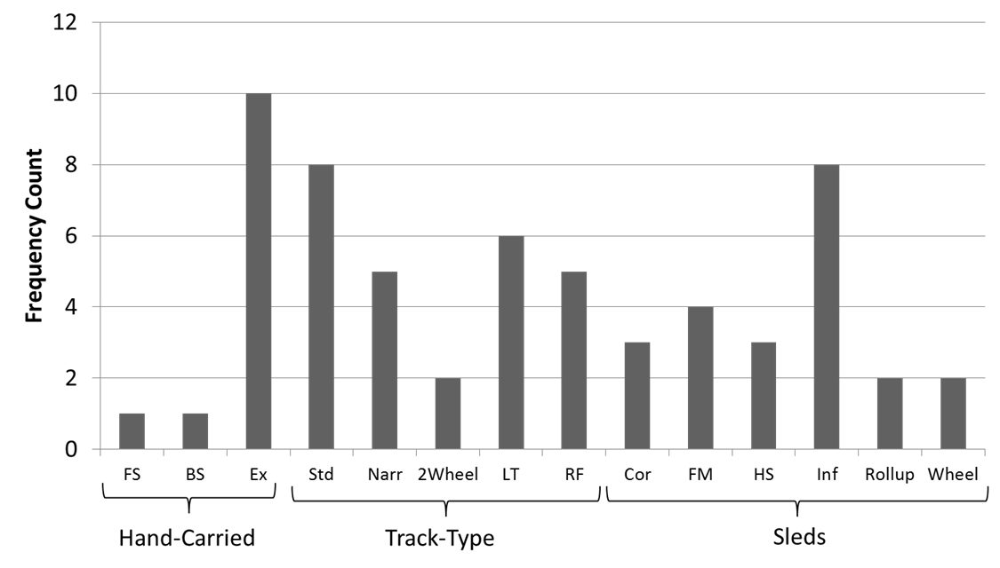 12
10
8
6
4
2
0
Frequency Count
FS BS Ex Std Narr 2Wheel LT RF Cor FM HS Inf Rollup Wheel
Hand-Carried Track-Type Sleds